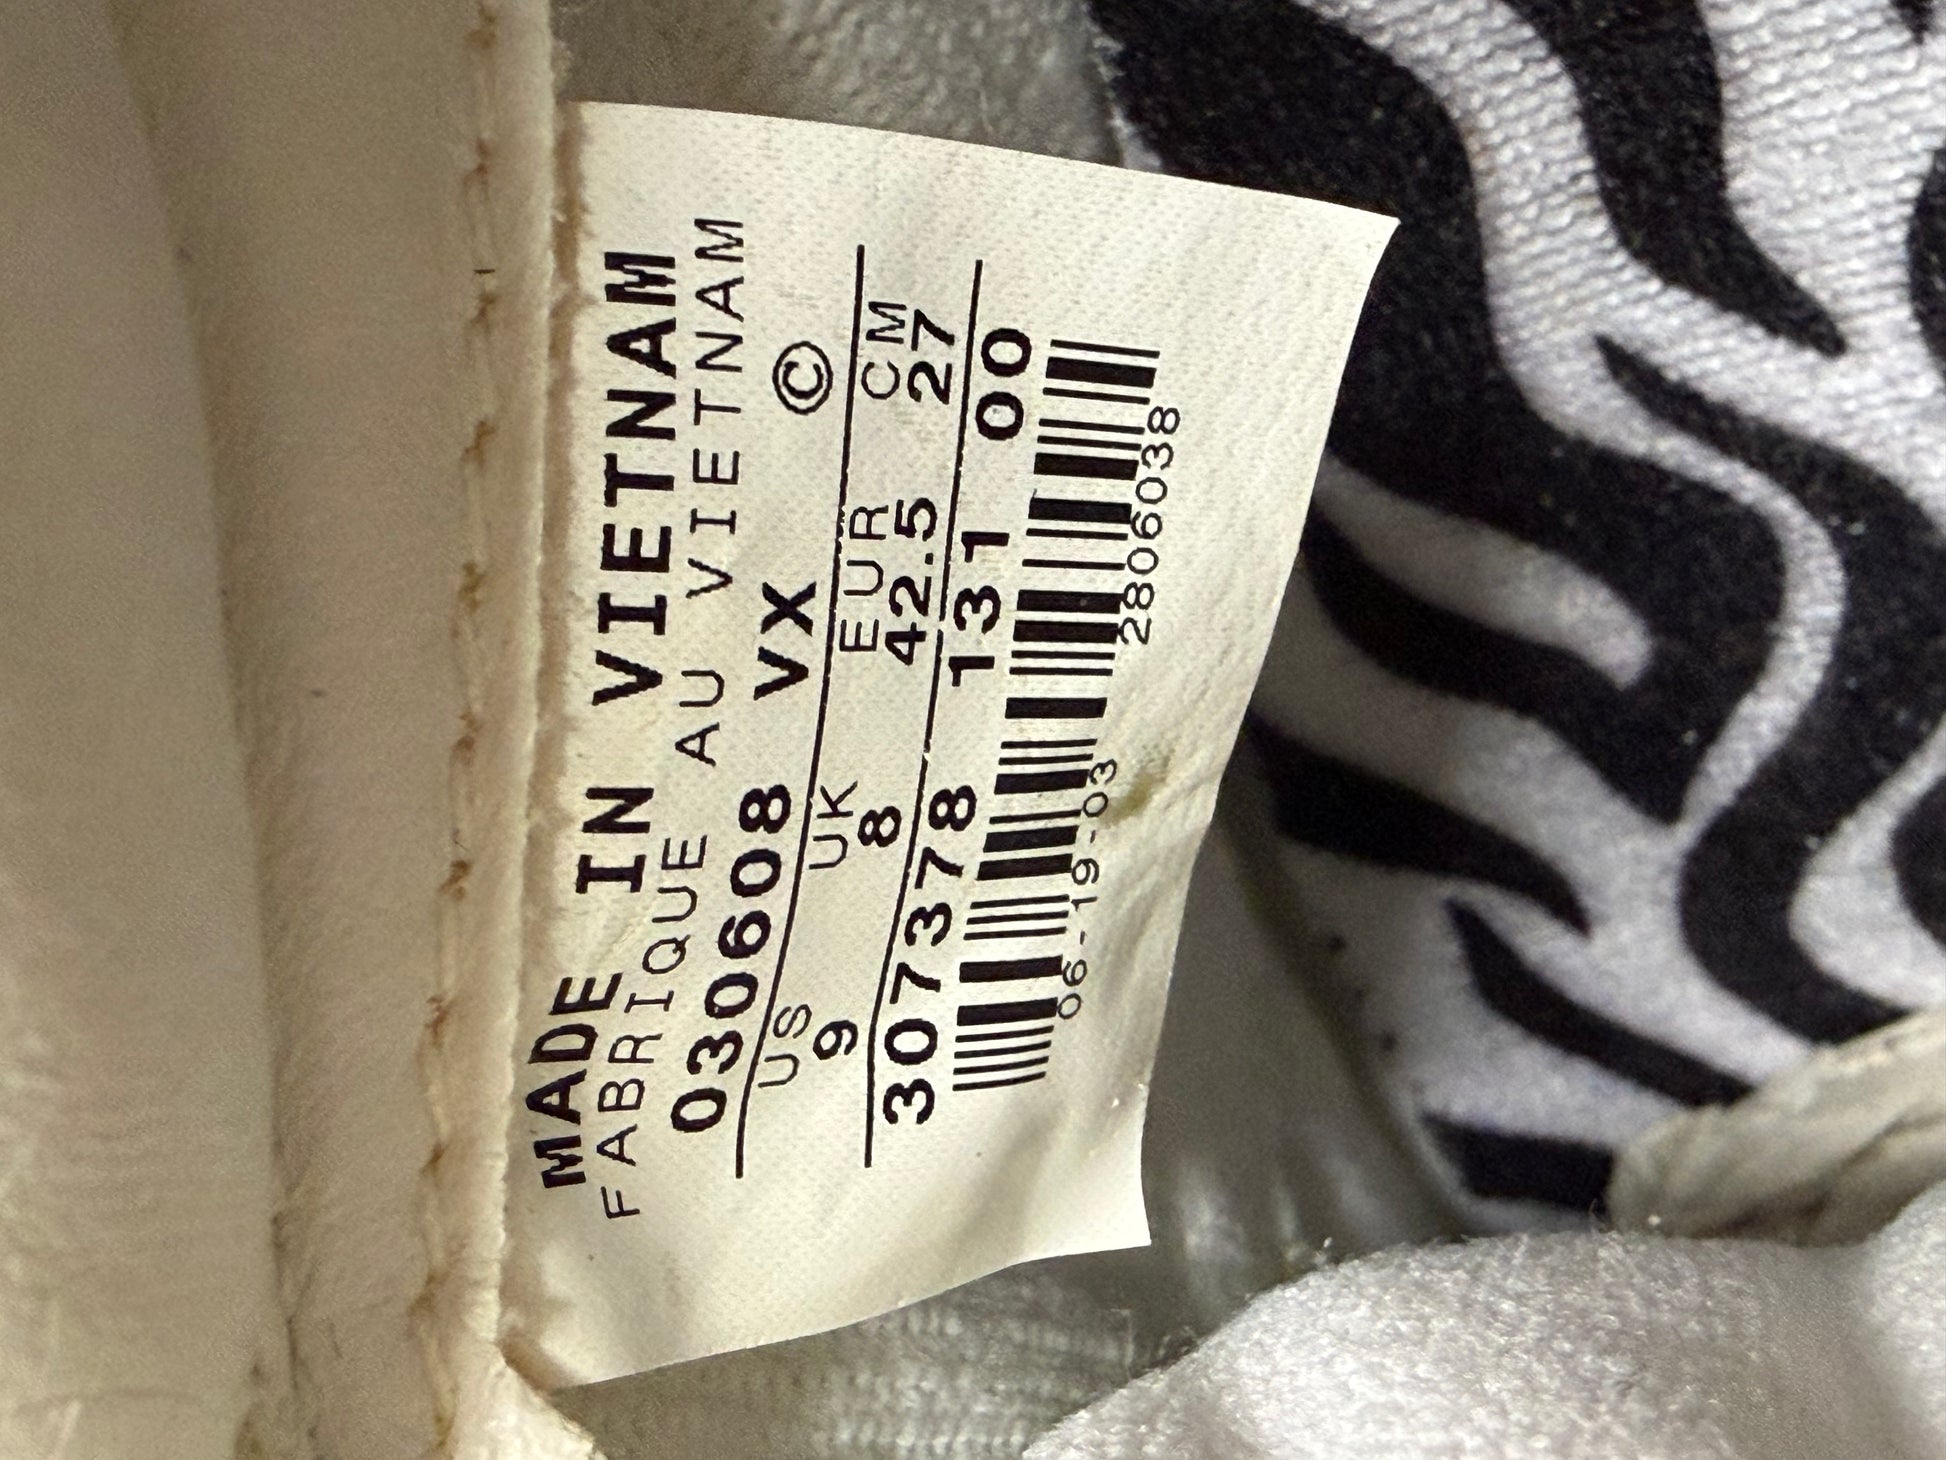 MADE IN VIETNAM
FABRIQUE AU VIETNAM
030608 VX ©
US UK EUR CM
9 8 42.5 27
307378 131 00
06-19-03 2806038